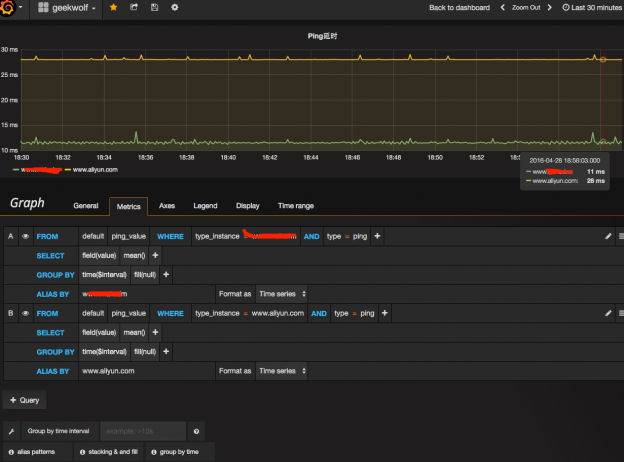 geekwolf
Back to dashboard Zoom Out Last 30 minutes
Ping延时
30 ms
25 ms
20 ms
15 ms
10 ms
18:30 18:32 18:34 18:36 18:38 18:40 18:42 18:44 18:46 18:48 18:50 18:52 18:54 18:56 18:58
www.aliyun.com
2016-04-28 18:58:03.000
www. 11 ms
www.aliyun.com: 28 ms
Graph General Metrics Axes Legend Display Time range
A FROM default ping_value WHERE type_instance = AND type = ping +
SELECT field(value) mean() +
GROUP BY time($interval) fill(null) +
ALIAS BY Format as Time series
B FROM default ping_value WHERE type_instance = www.aliyun.com AND type = ping +
SELECT field(value) mean() +
GROUP BY time($interval) fill(null) +
ALIAS BY www.aliyun.com Format as Time series
+ Query
Group by time interval example: >10s
alias patterns stacking & and fill group by time